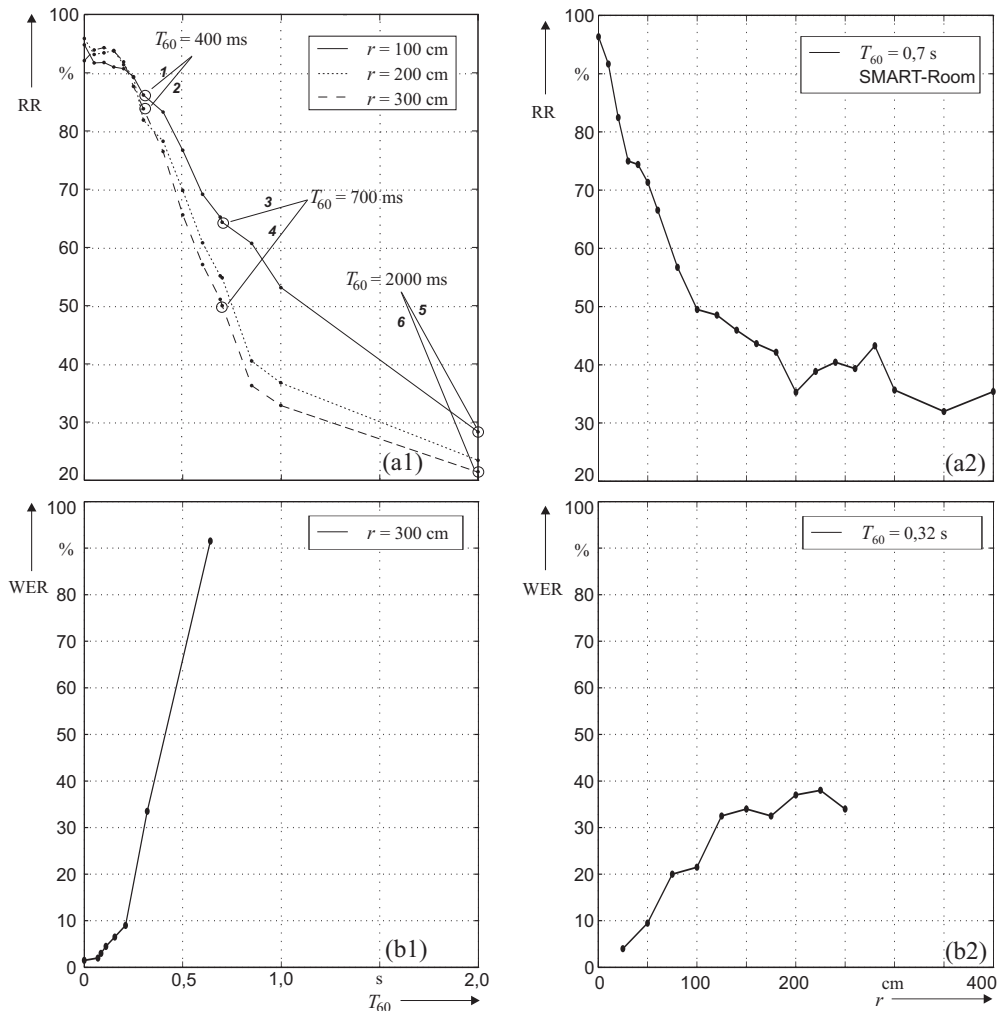 100
%
RR
80
70
60
50
40
30
20
T60 = 400 ms
1
2
r = 100 cm
r = 200 cm
r = 300 cm
3
T60 = 700 ms
4
T60 = 2000 ms
5
6
(a1)
100
%
RR
80
70
60
50
40
30
20
T60 = 0,7 s
SMART-Room
(a2)
100
%
WER
80
70
60
50
40
30
20
10
0
r = 300 cm
(b1)
0 0,5 1,0 s 2,0
T60
100
%
WER
80
70
60
50
40
30
20
10
0
T60 = 0,32 s
(b2)
0 100 200 cm 400
r